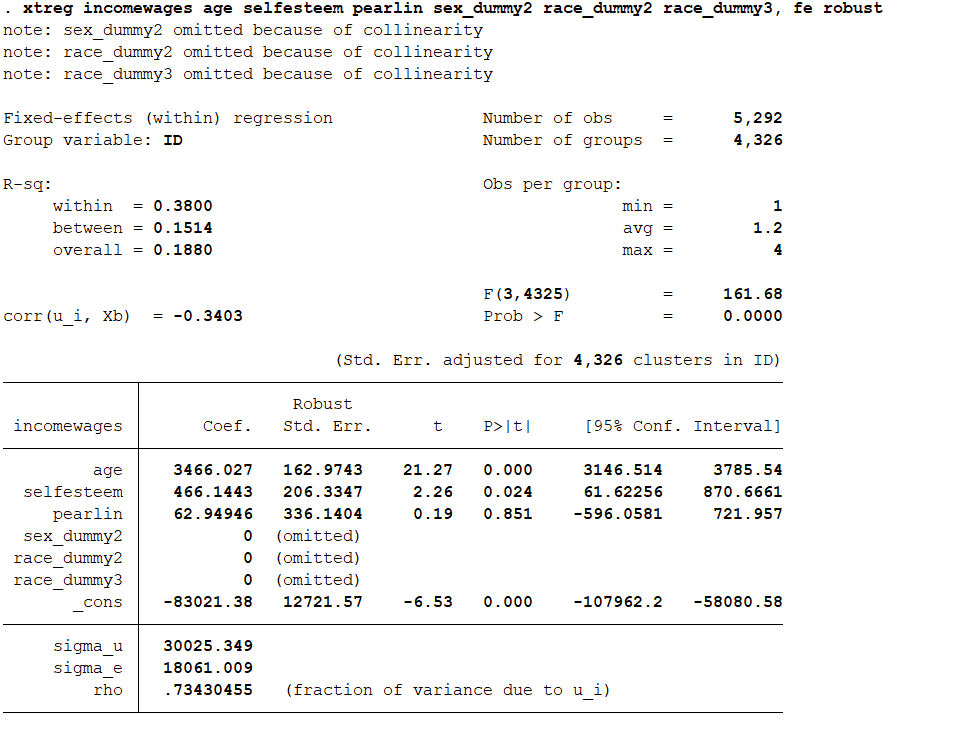 . xtreg incomewages age selfesteem pearlin sex_dummy2 race_dummy2 race_dummy3, fe robust
note: sex_dummy2 omitted because of collinearity
note: race_dummy2 omitted because of collinearity
note: race_dummy3 omitted because of collinearity
Fixed-effects (within) regression Number of obs = 5,292
Group variable: ID Number of groups = 4,326
R-sq: Obs per group:
within = 0.3800 min = 1
between = 0.1514 avg = 1.2
overall = 0.1880 max = 4
F(3,4325) = 161.68
corr(u_i, Xb) = -0.3403 Prob > F = 0.0000
(Std. Err. adjusted for 4,326 clusters in ID)
Robust
incomewages Coef. Std. Err. t P>|t| [95% Conf. Interval]
age 3466.027 162.9743 21.27 0.000 3146.514 3785.54
selfesteem 466.1443 206.3347 2.26 0.024 61.62256 870.6661
pearlin 62.94946 336.1404 0.19 0.851 -596.0581 721.957
sex_dummy2 0 (omitted)
race_dummy2 0 (omitted)
race_dummy3 0 (omitted)
_cons -83021.38 12721.57 -6.53 0.000 -107962.2 -58080.58
sigma_u 30025.349
sigma_e 18061.009
rho .73430455 (fraction of variance due to u_i)